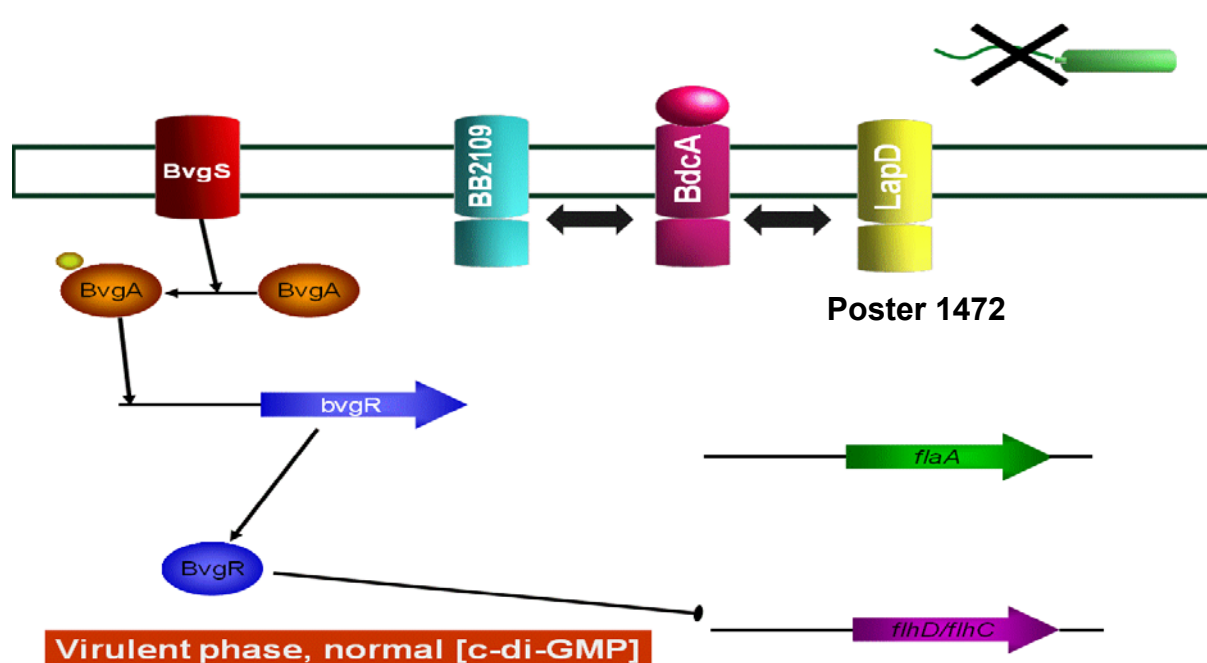 BvgS
BB2109
BdcA
LapD
BvgA
BvgA
Poster 1472
bvgR
flaA
BvgR
flhD/flhC
Virulent phase, normal [c-di-GMP]